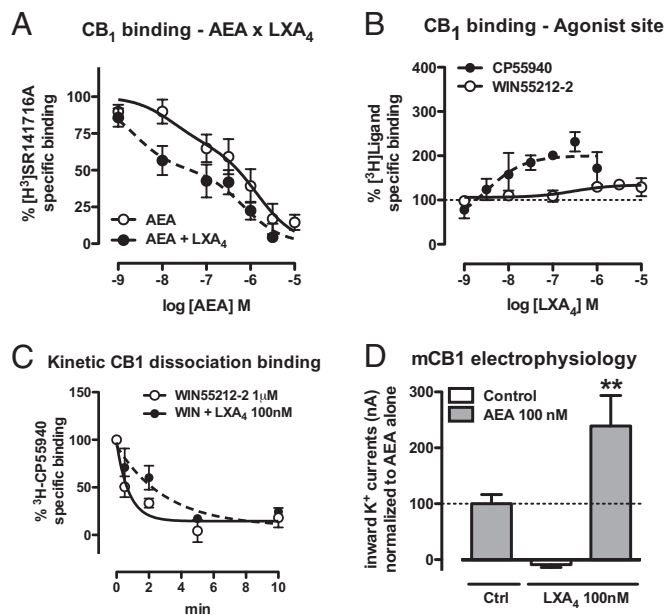 A
CB1 binding - AEA x LXA4
% [H³]SR141716A
specific binding
125
100
75
50
25
0
AEA
AEA + LXA4
-9 -8 -7 -6 -5
log [AEA] M
B
CB1 binding - Agonist site
% [³H]Ligand
specific binding
400
300
200
100
0
CP55940
WIN55212-2
-9 -8 -7 -6 -5
log [LXA4] M
C
Kinetic CB1 dissociation binding
% ³H-CP55940
specific binding
150
100
50
0
WIN55212-2 1µM
WIN + LXA4 100nM
0 2 4 6 8 10
min
D
mCB1 electrophysiology
inward K+ currents (nA)
normalized to AEA alone
300
200
100
0
Control
AEA 100 nM
**
Ctrl
LXA4 100nM